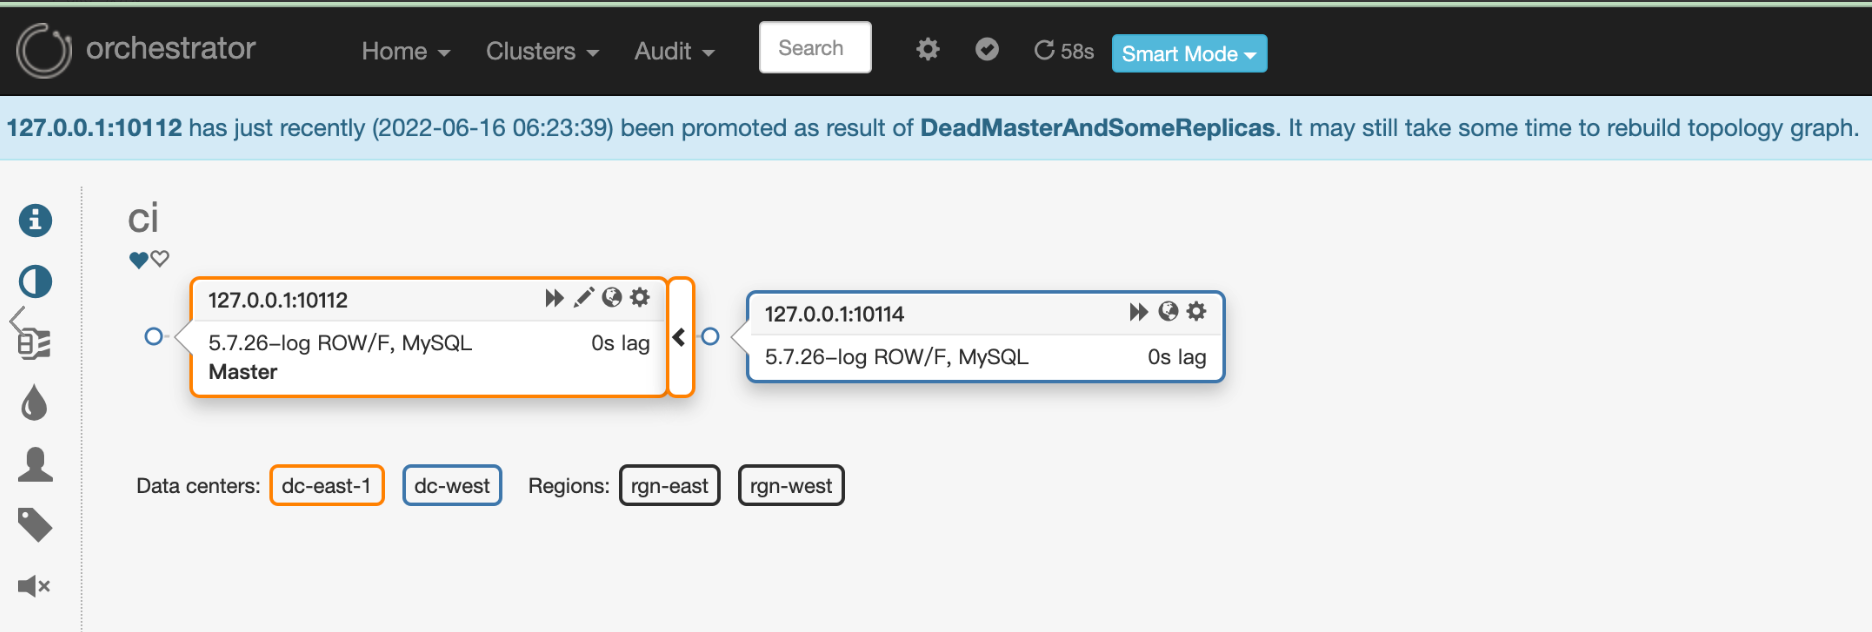 orchestrator Home Clusters Audit Search 58s Smart Mode
127.0.0.1:10112 has just recently (2022-06-16 06:23:39) been promoted as result of DeadMasterAndSomeReplicas. It may still take some time to rebuild topology graph.
ci
127.0.0.1:10112
5.7.26-log ROW/F, MySQL 0s lag
Master
127.0.0.1:10114
5.7.26-log ROW/F, MySQL 0s lag
Data centers: dc-east-1 dc-west Regions: rgn-east rgn-west